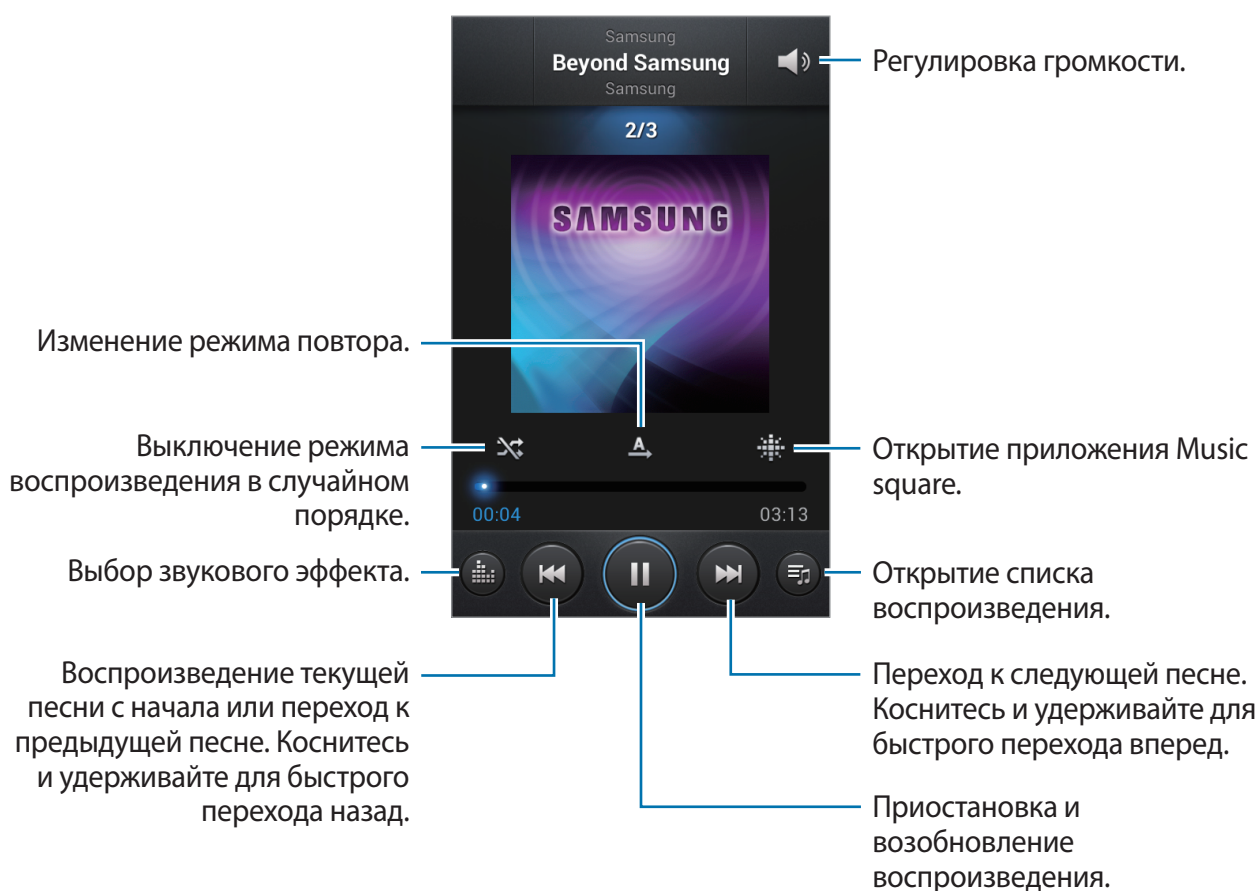 Samsung
Beyond Samsung
Samsung
Регулировка громкости.
2/3
SAMSUNG
Изменение режима повтора.
Выключение режима
воспроизведения в случайном
порядке.
A
Открытие приложения Music
square.
00:04
03:13
Выбор звукового эффекта.
Открытие списка
воспроизведения.
Воспроизведение текущей
песни с начала или переход к
предыдущей песне. Коснитесь
и удерживайте для быстрого
перехода назад.
Переход к следующей песне.
Коснитесь и удерживайте для
быстрого перехода вперед.
Приостановка и
возобновление
воспроизведения.